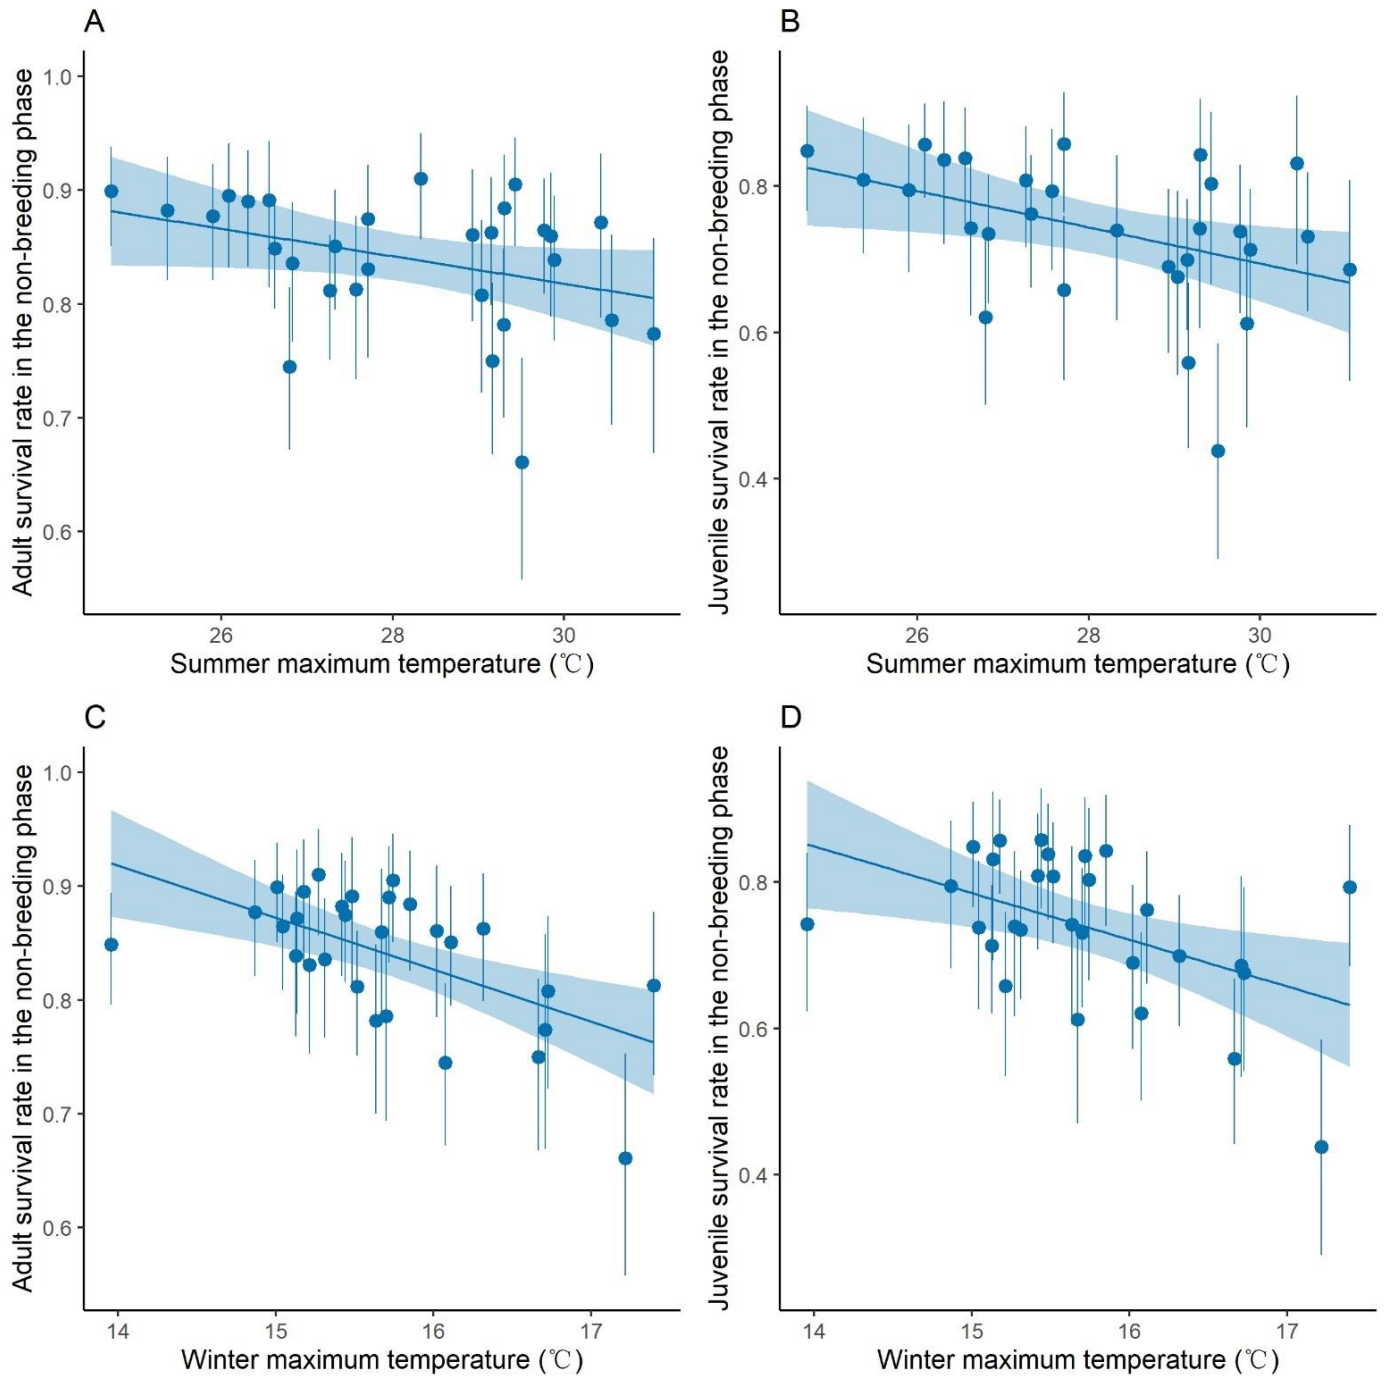 A
Adult survival rate in the non-breeding phase
1.0
0.9
0.8
0.7
0.6
26 28 30
Summer maximum temperature (℃)
B
Juvenile survival rate in the non-breeding phase
0.8
0.6
0.4
26 28 30
Summer maximum temperature (℃)
C
Adult survival rate in the non-breeding phase
1.0
0.9
0.8
0.7
0.6
14 15 16 17
Winter maximum temperature (℃)
D
Juvenile survival rate in the non-breeding phase
0.8
0.6
0.4
14 15 16 17
Winter maximum temperature (℃)